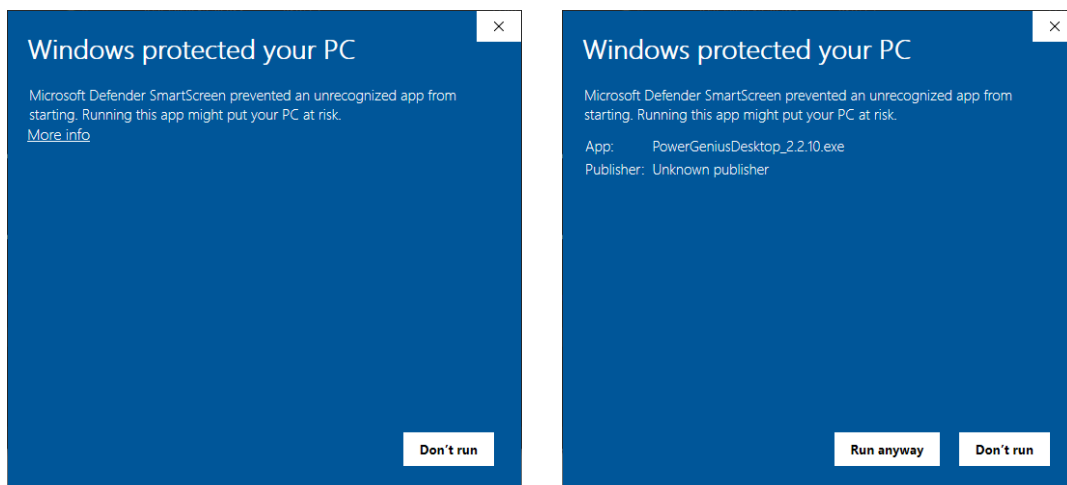 Windows protected your PC
Microsoft Defender SmartScreen prevented an unrecognized app from
starting. Running this app might put your PC at risk.
More info
Don't run
Windows protected your PC
Microsoft Defender SmartScreen prevented an unrecognized app from
starting. Running this app might put your PC at risk.
App: PowerGeniusDesktop_2.2.10.exe
Publisher: Unknown publisher
Run anyway Don't run